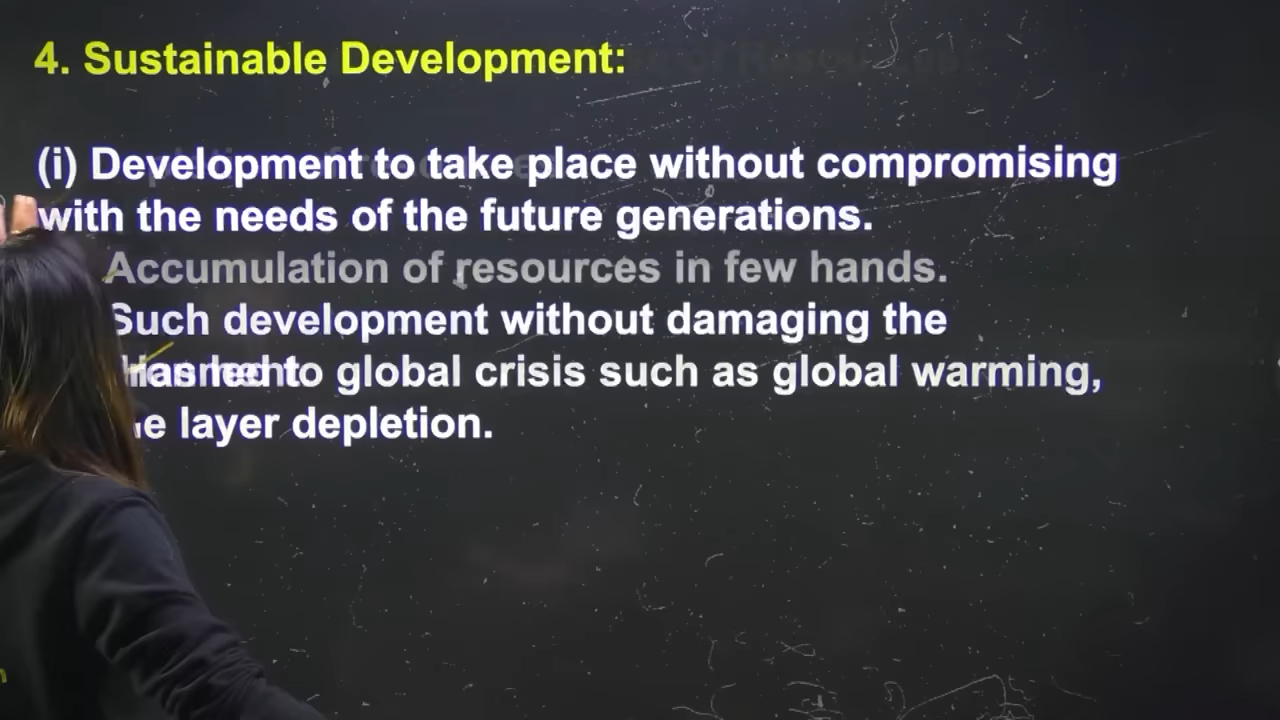 4. Sustainable Development:
(i) Development to take place without compromising
with the needs of the future generations.
Accumulation of resources in few hands.
Such development without damaging the
to global crisis such as global warming,
layer depletion.